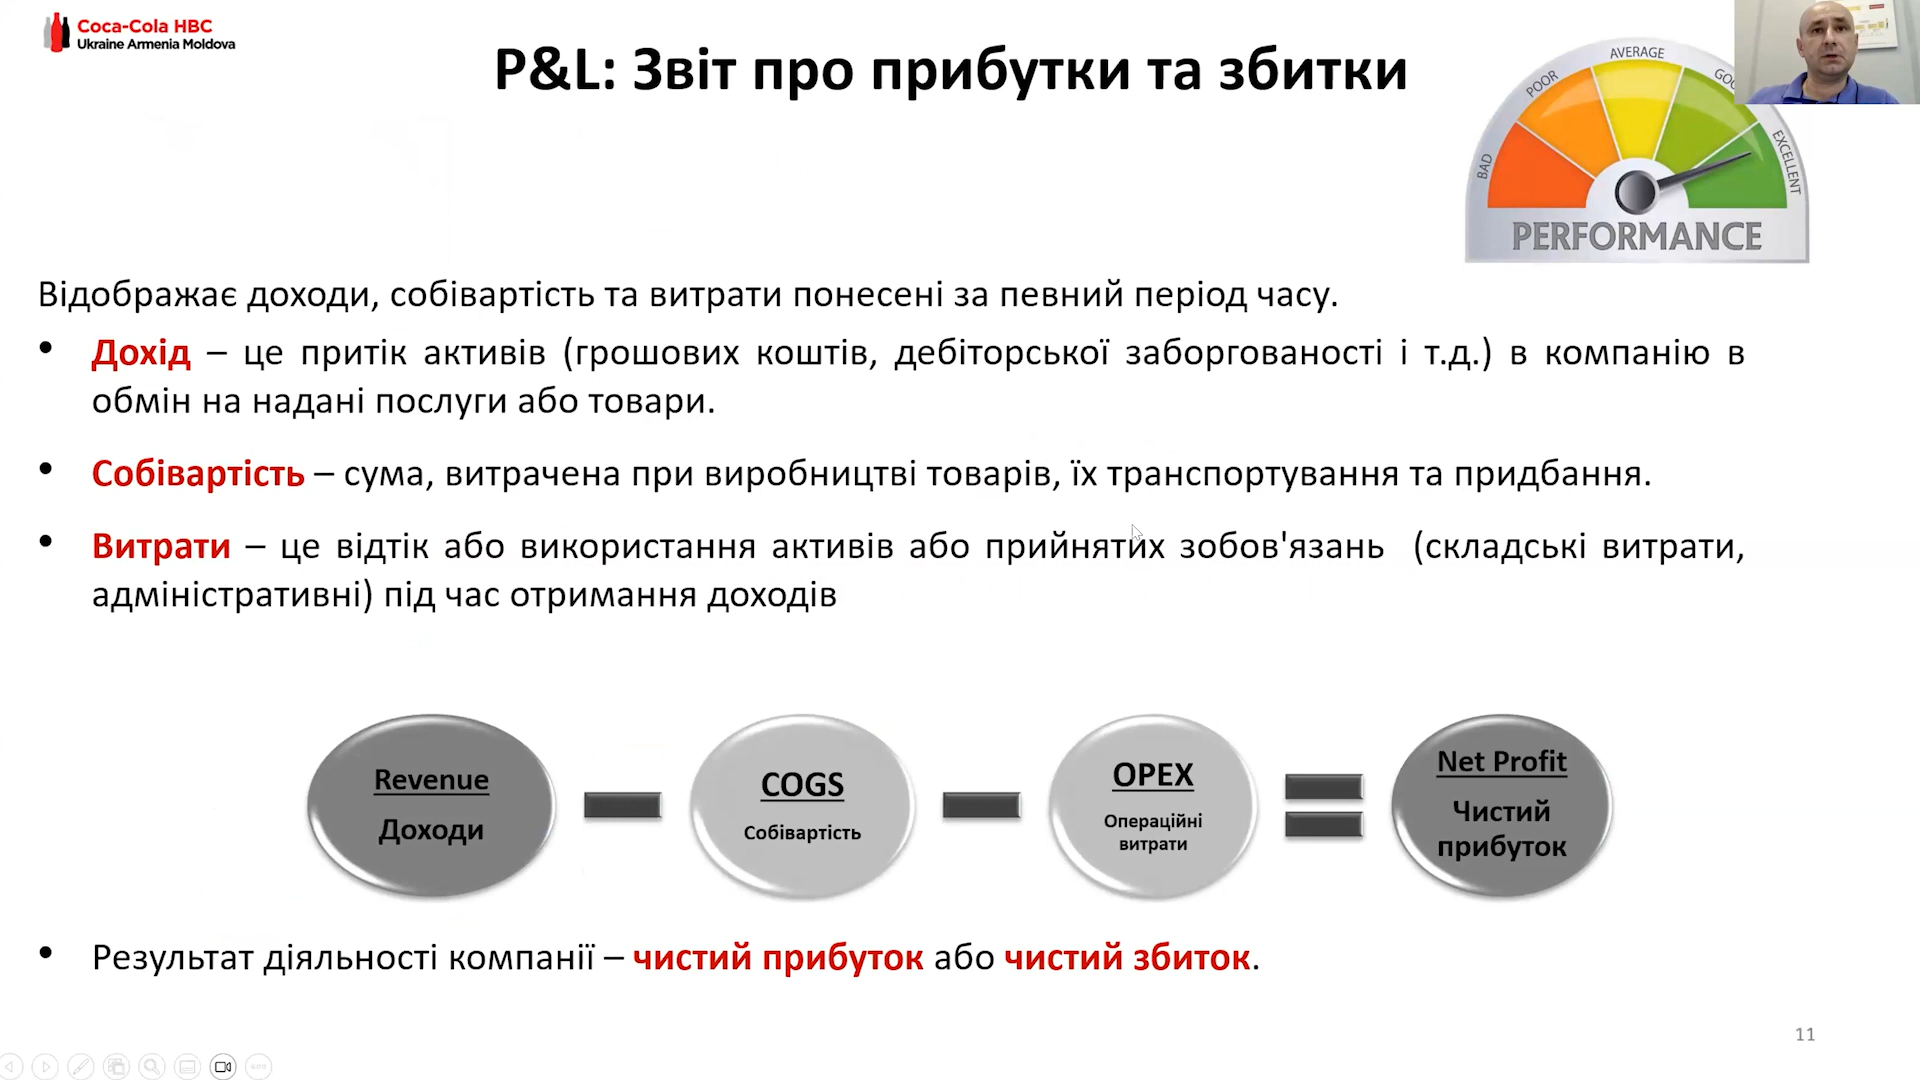 Coca-Cola HBC
Ukraine Armenia Moldova
P&L: Звіт про прибутки та збитки
BAD
POOR
AVERAGE
EXCELLENT
PERFORMANCE
Відображає доходи, собівартість та витрати понесені за певний період часу.
• Дохід – це притік активів (грошових коштів, дебіторської заборгованості і т.д.) в компанію в
обмін на надані послуги або товари.
• Собівартість – сума, витрачена при виробництві товарів, їх транспортування та придбання.
• Витрати – це відтік або використання активів або прийнятих зобов'язань (складські витрати,
адміністративні) під час отримання доходів
Revenue
Доходи
COGS
Собівартість
OPEX
Операційні
витрати
Net Profit
Чистий
прибуток
• Результат діяльності компанії – чистий прибуток або чистий збиток.
11